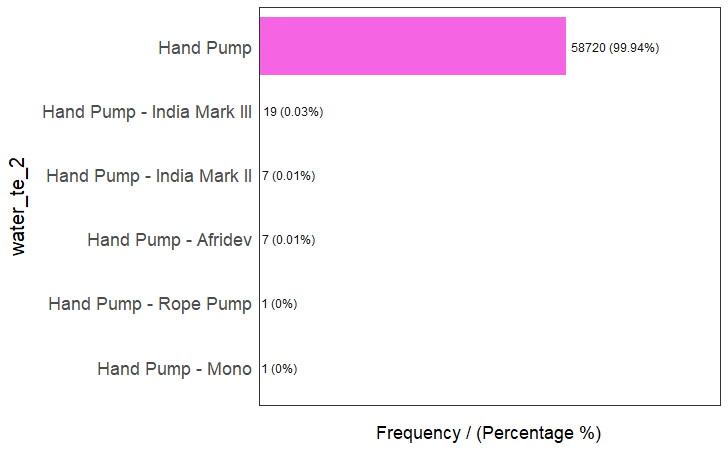 Hand Pump 58720 (99.94%)
Hand Pump - India Mark III 19 (0.03%)
Hand Pump - India Mark II 7 (0.01%)
Hand Pump - Afridev 7 (0.01%)
Hand Pump - Rope Pump 1 (0%)
Hand Pump - Mono 1 (0%)
water_te_2
Frequency / (Percentage %)